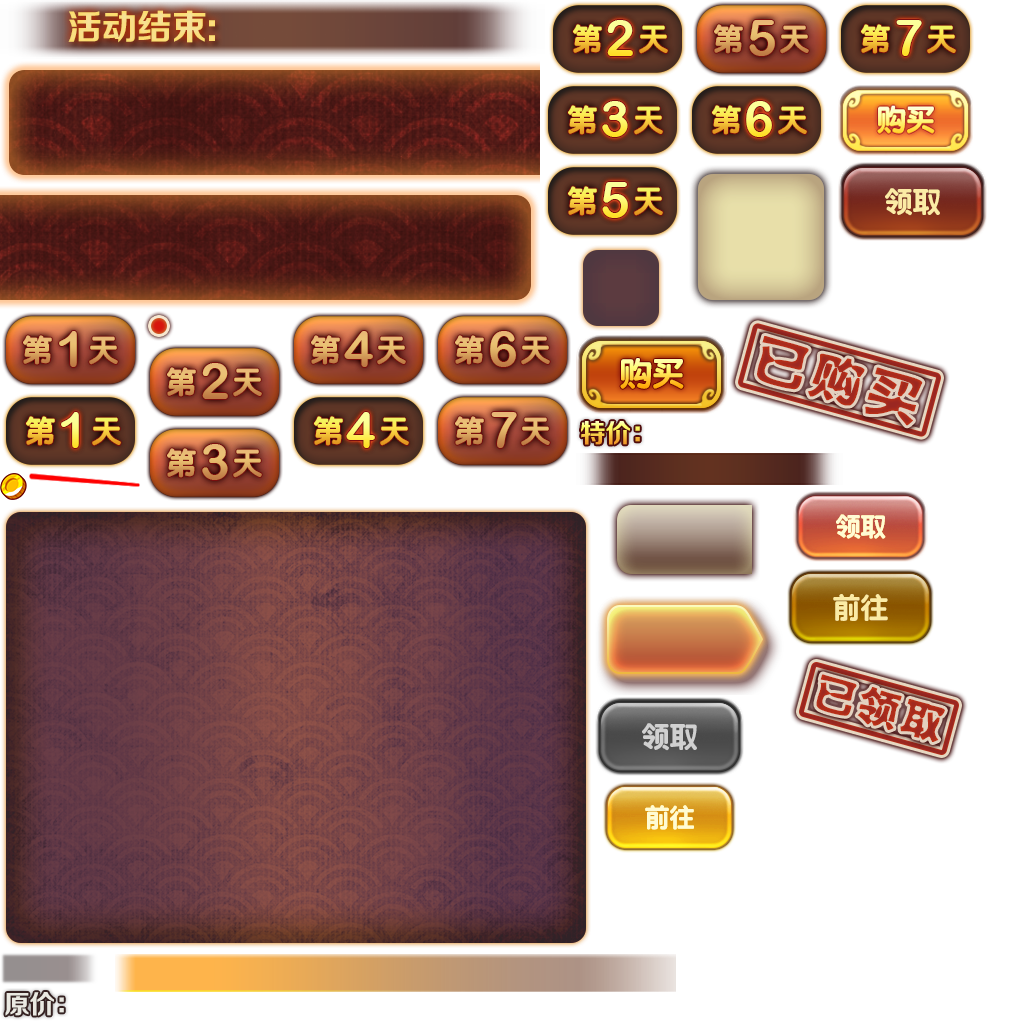 活动结束:
第2天
第5天
第7天
第3天
第6天
购买
第5天
领取
第1天
第2天
第4天
第6天
购买
已购买
第1天
第3天
第4天
第7天
特价:
领取
前往
领取
已领取
前往
原价: